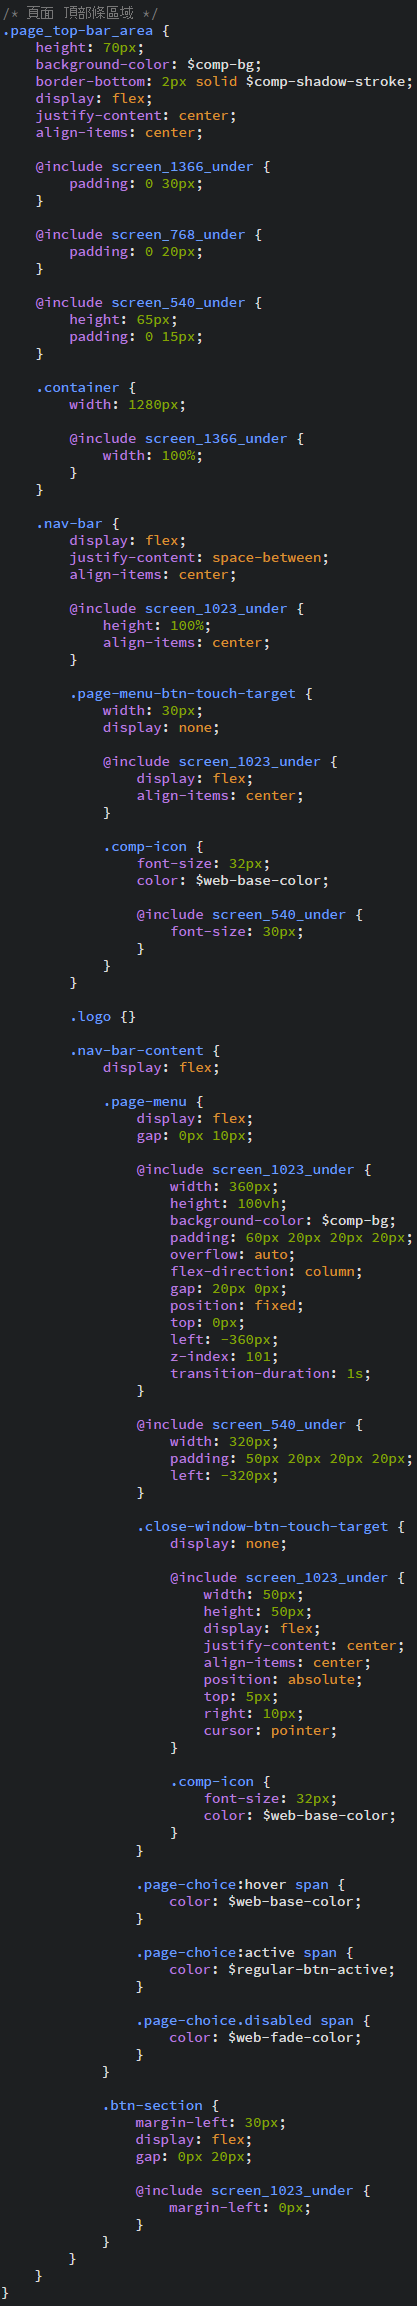 /* 頁面 頂部條區域 */
.page_top-bar_area {
    height: 70px;
    background-color: $comp-bg;
    border-bottom: 2px solid $comp-shadow-stroke;
    display: flex;
    justify-content: center;
    align-items: center;

    @include screen_1366_under {
        padding: 0 30px;
    }

    @include screen_768_under {
        padding: 0 20px;
    }

    @include screen_540_under {
        height: 65px;
        padding: 0 15px;
    }

    .container {
        width: 1280px;

        @include screen_1366_under {
            width: 100%;
        }
    }

    .nav-bar {
        display: flex;
        justify-content: space-between;
        align-items: center;

        @include screen_1023_under {
            height: 100%;
            align-items: center;
        }

        .page-menu-btn-touch-target {
            width: 30px;
            display: none;

            @include screen_1023_under {
                display: flex;
                align-items: center;
            }

            .comp-icon {
                font-size: 32px;
                color: $web-base-color;

                @include screen_540_under {
                    font-size: 30px;
                }
            }
        }

        .logo {}

        .nav-bar-content {
            display: flex;

            .page-menu {
                display: flex;
                gap: 0px 10px;

                @include screen_1023_under {
                    width: 360px;
                    height: 100vh;
                    background-color: $comp-bg;
                    padding: 60px 20px 20px 20px;
                    overflow: auto;
                    flex-direction: column;
                    gap: 20px 0px;
                    position: fixed;
                    top: 0px;
                    left: -360px;
                    z-index: 101;
                    transition-duration: 1s;
                }

                @include screen_540_under {
                    width: 320px;
                    padding: 50px 20px 20px 20px;
                    left: -320px;
                }

                .close-window-btn-touch-target {
                    display: none;

                    @include screen_1023_under {
                        width: 50px;
                        height: 50px;
                        display: flex;
                        justify-content: center;
                        align-items: center;
                        position: absolute;
                        top: 5px;
                        right: 10px;
                        cursor: pointer;
                    }

                    .comp-icon {
                        font-size: 32px;
                        color: $web-base-color;
                    }
                }

                .page-choice:hover span {
                    color: $web-base-color;
                }

                .page-choice:active span {
                    color: $regular-btn-active;
                }

                .page-choice.disabled span {
                    color: $web-fade-color;
                }
            }

            .btn-section {
                margin-left: 30px;
                display: flex;
                gap: 0px 20px;

                @include screen_1023_under {
                    margin-left: 0px;
                }
            }
        }
    }
}